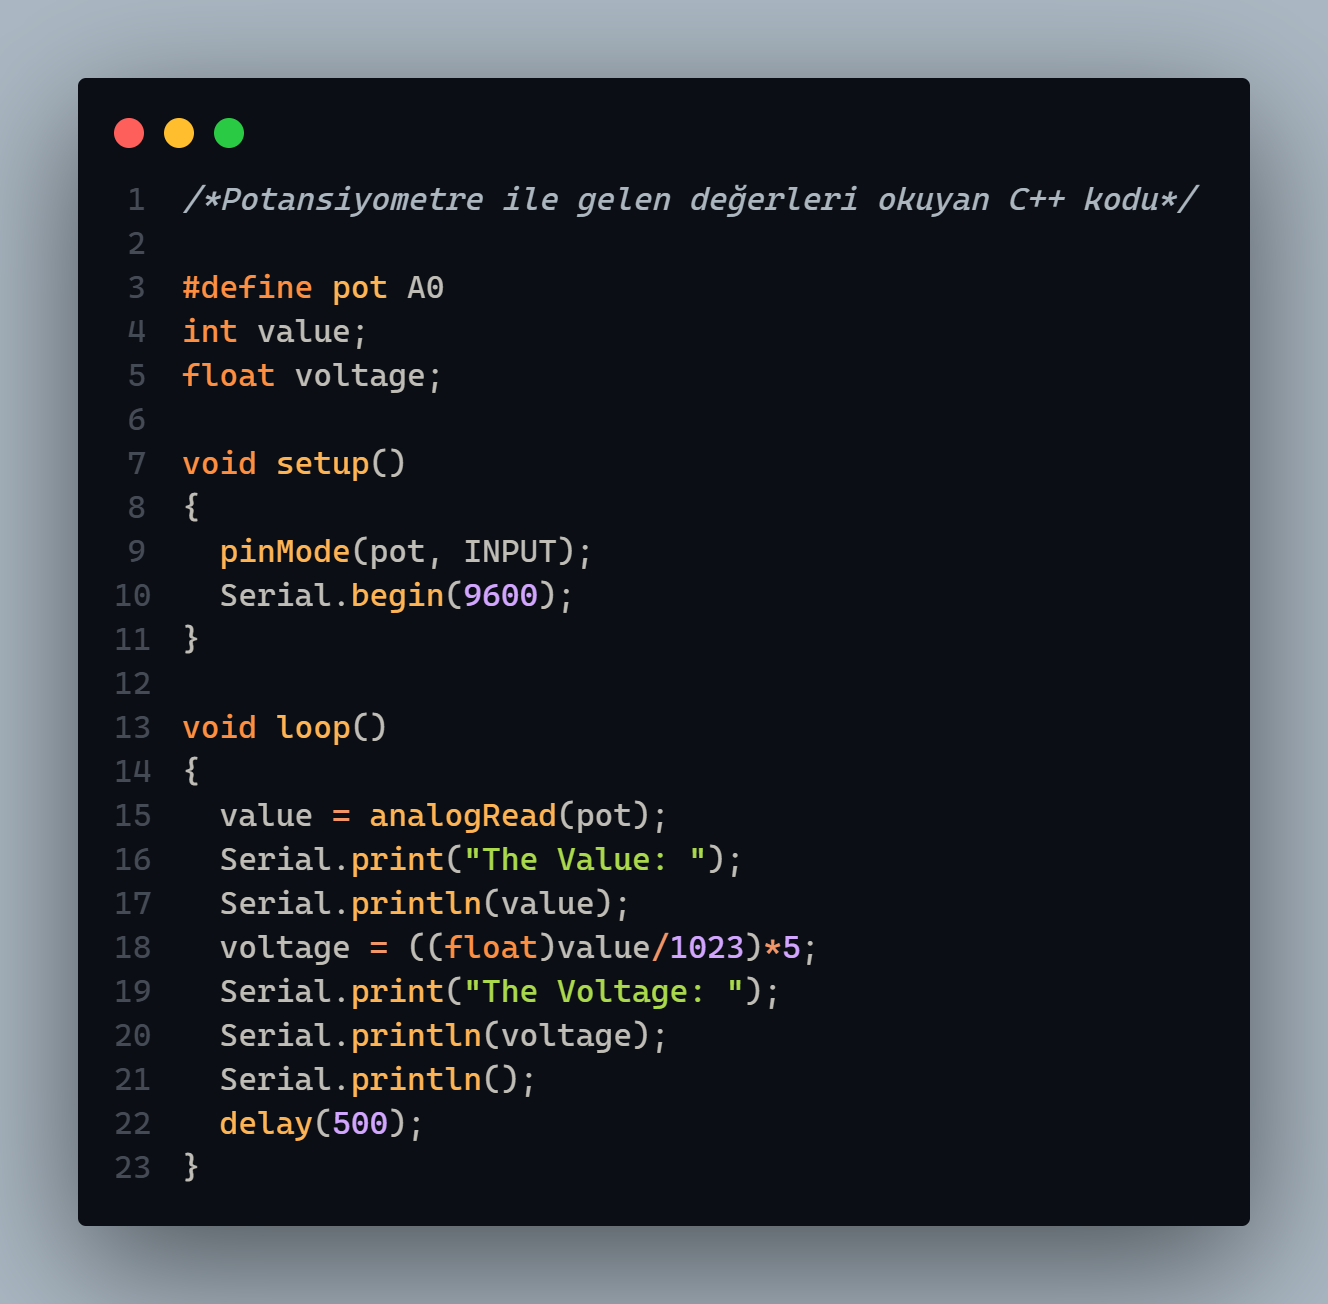 1 /*Potansiyometre ile gelen değerleri okuyan C++ kodu*/
2
3 #define pot A0
4 int value;
5 float voltage;
6
7 void setup()
8 {
9   pinMode(pot, INPUT);
10   Serial.begin(9600);
11 }
12
13 void loop()
14 {
15   value = analogRead(pot);
16   Serial.print("The Value: ");
17   Serial.println(value);
18   voltage = ((float)value/1023)*5;
19   Serial.print("The Voltage: ");
20   Serial.println(voltage);
21   Serial.println();
22   delay(500);
23 }